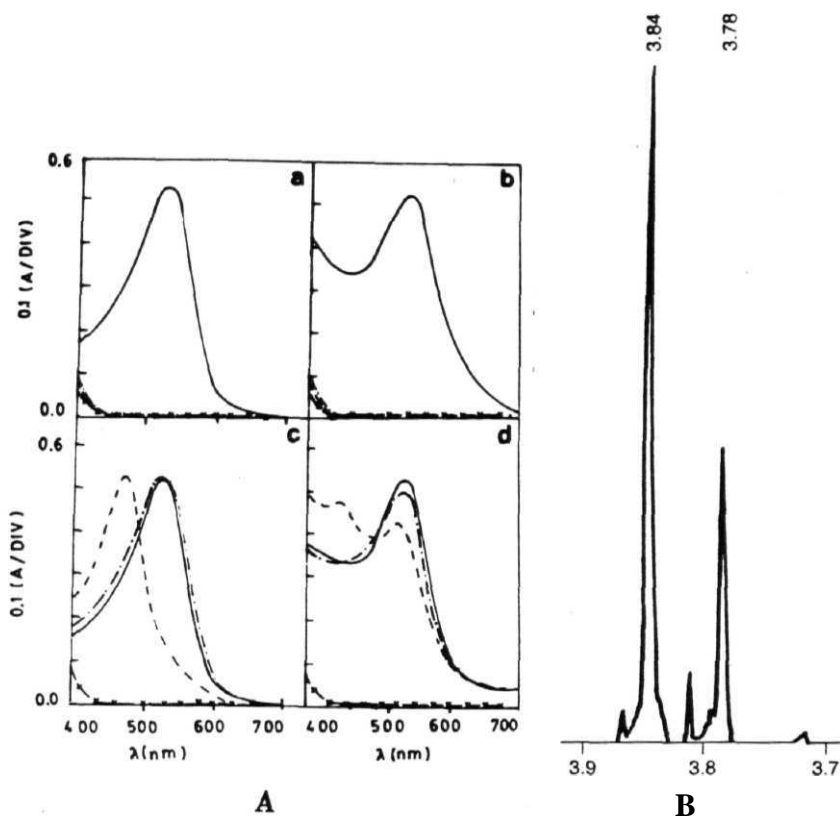 3.84
3.78
0.6
a
b
0.1 (A/DIV)
0.0
0.6
c
d
0.1 (A/DIV)
0.0
400 500 600 700
400 500 600 700
λ(nm)
λ(nm)
3.9 3.8 3.7
A
B